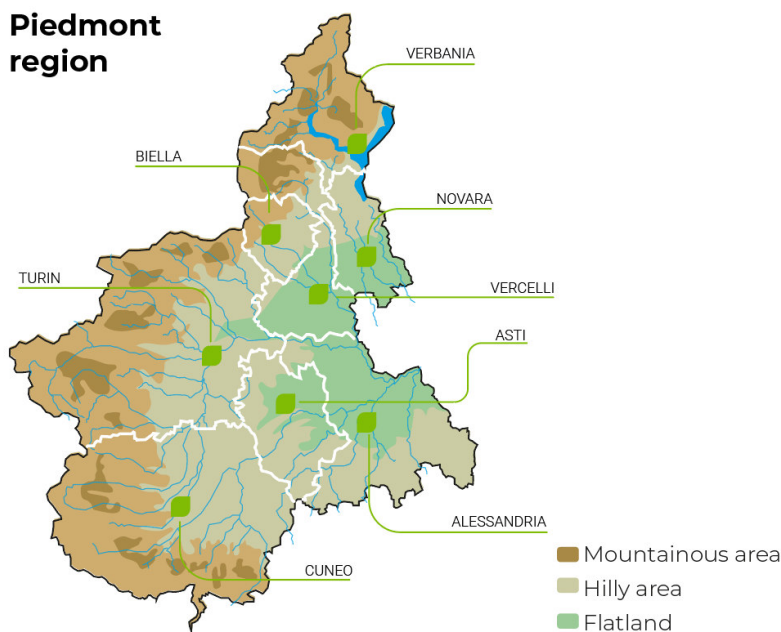 Piedmont
region
VERBANIA
BIELLA
NOVARA
TURIN
VERCELLI
ASTI
ALESSANDRIA
CUNEO
Mountainous area
Hilly area
Flatland